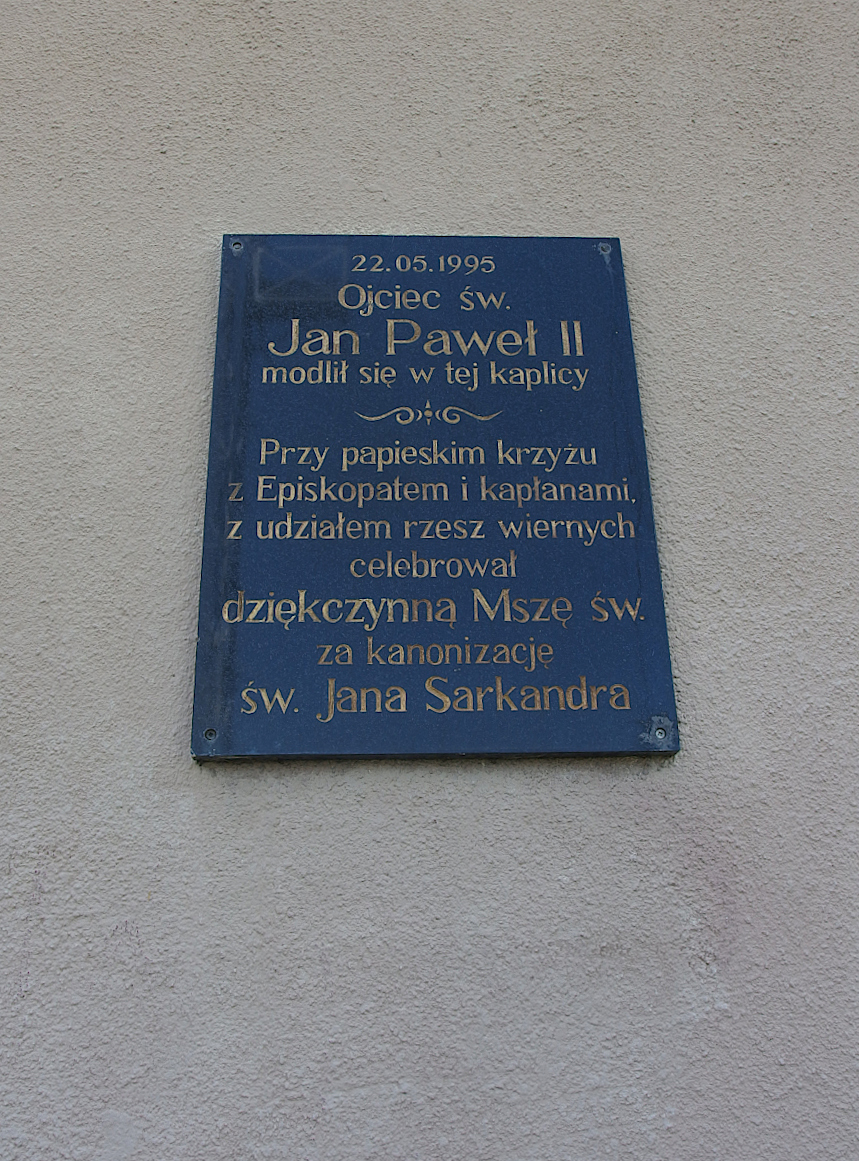 22.05.1995
Ojciec św.
Jan Paweł II
modlił się w tej kaplicy
Przy papieskim krzyżu
z Episkopatem i kapłanami,
z udziałem rzesz wiernych
celebrował
dziękczynną Mszę św.
za kanonizację
św. Jana Sarkandra